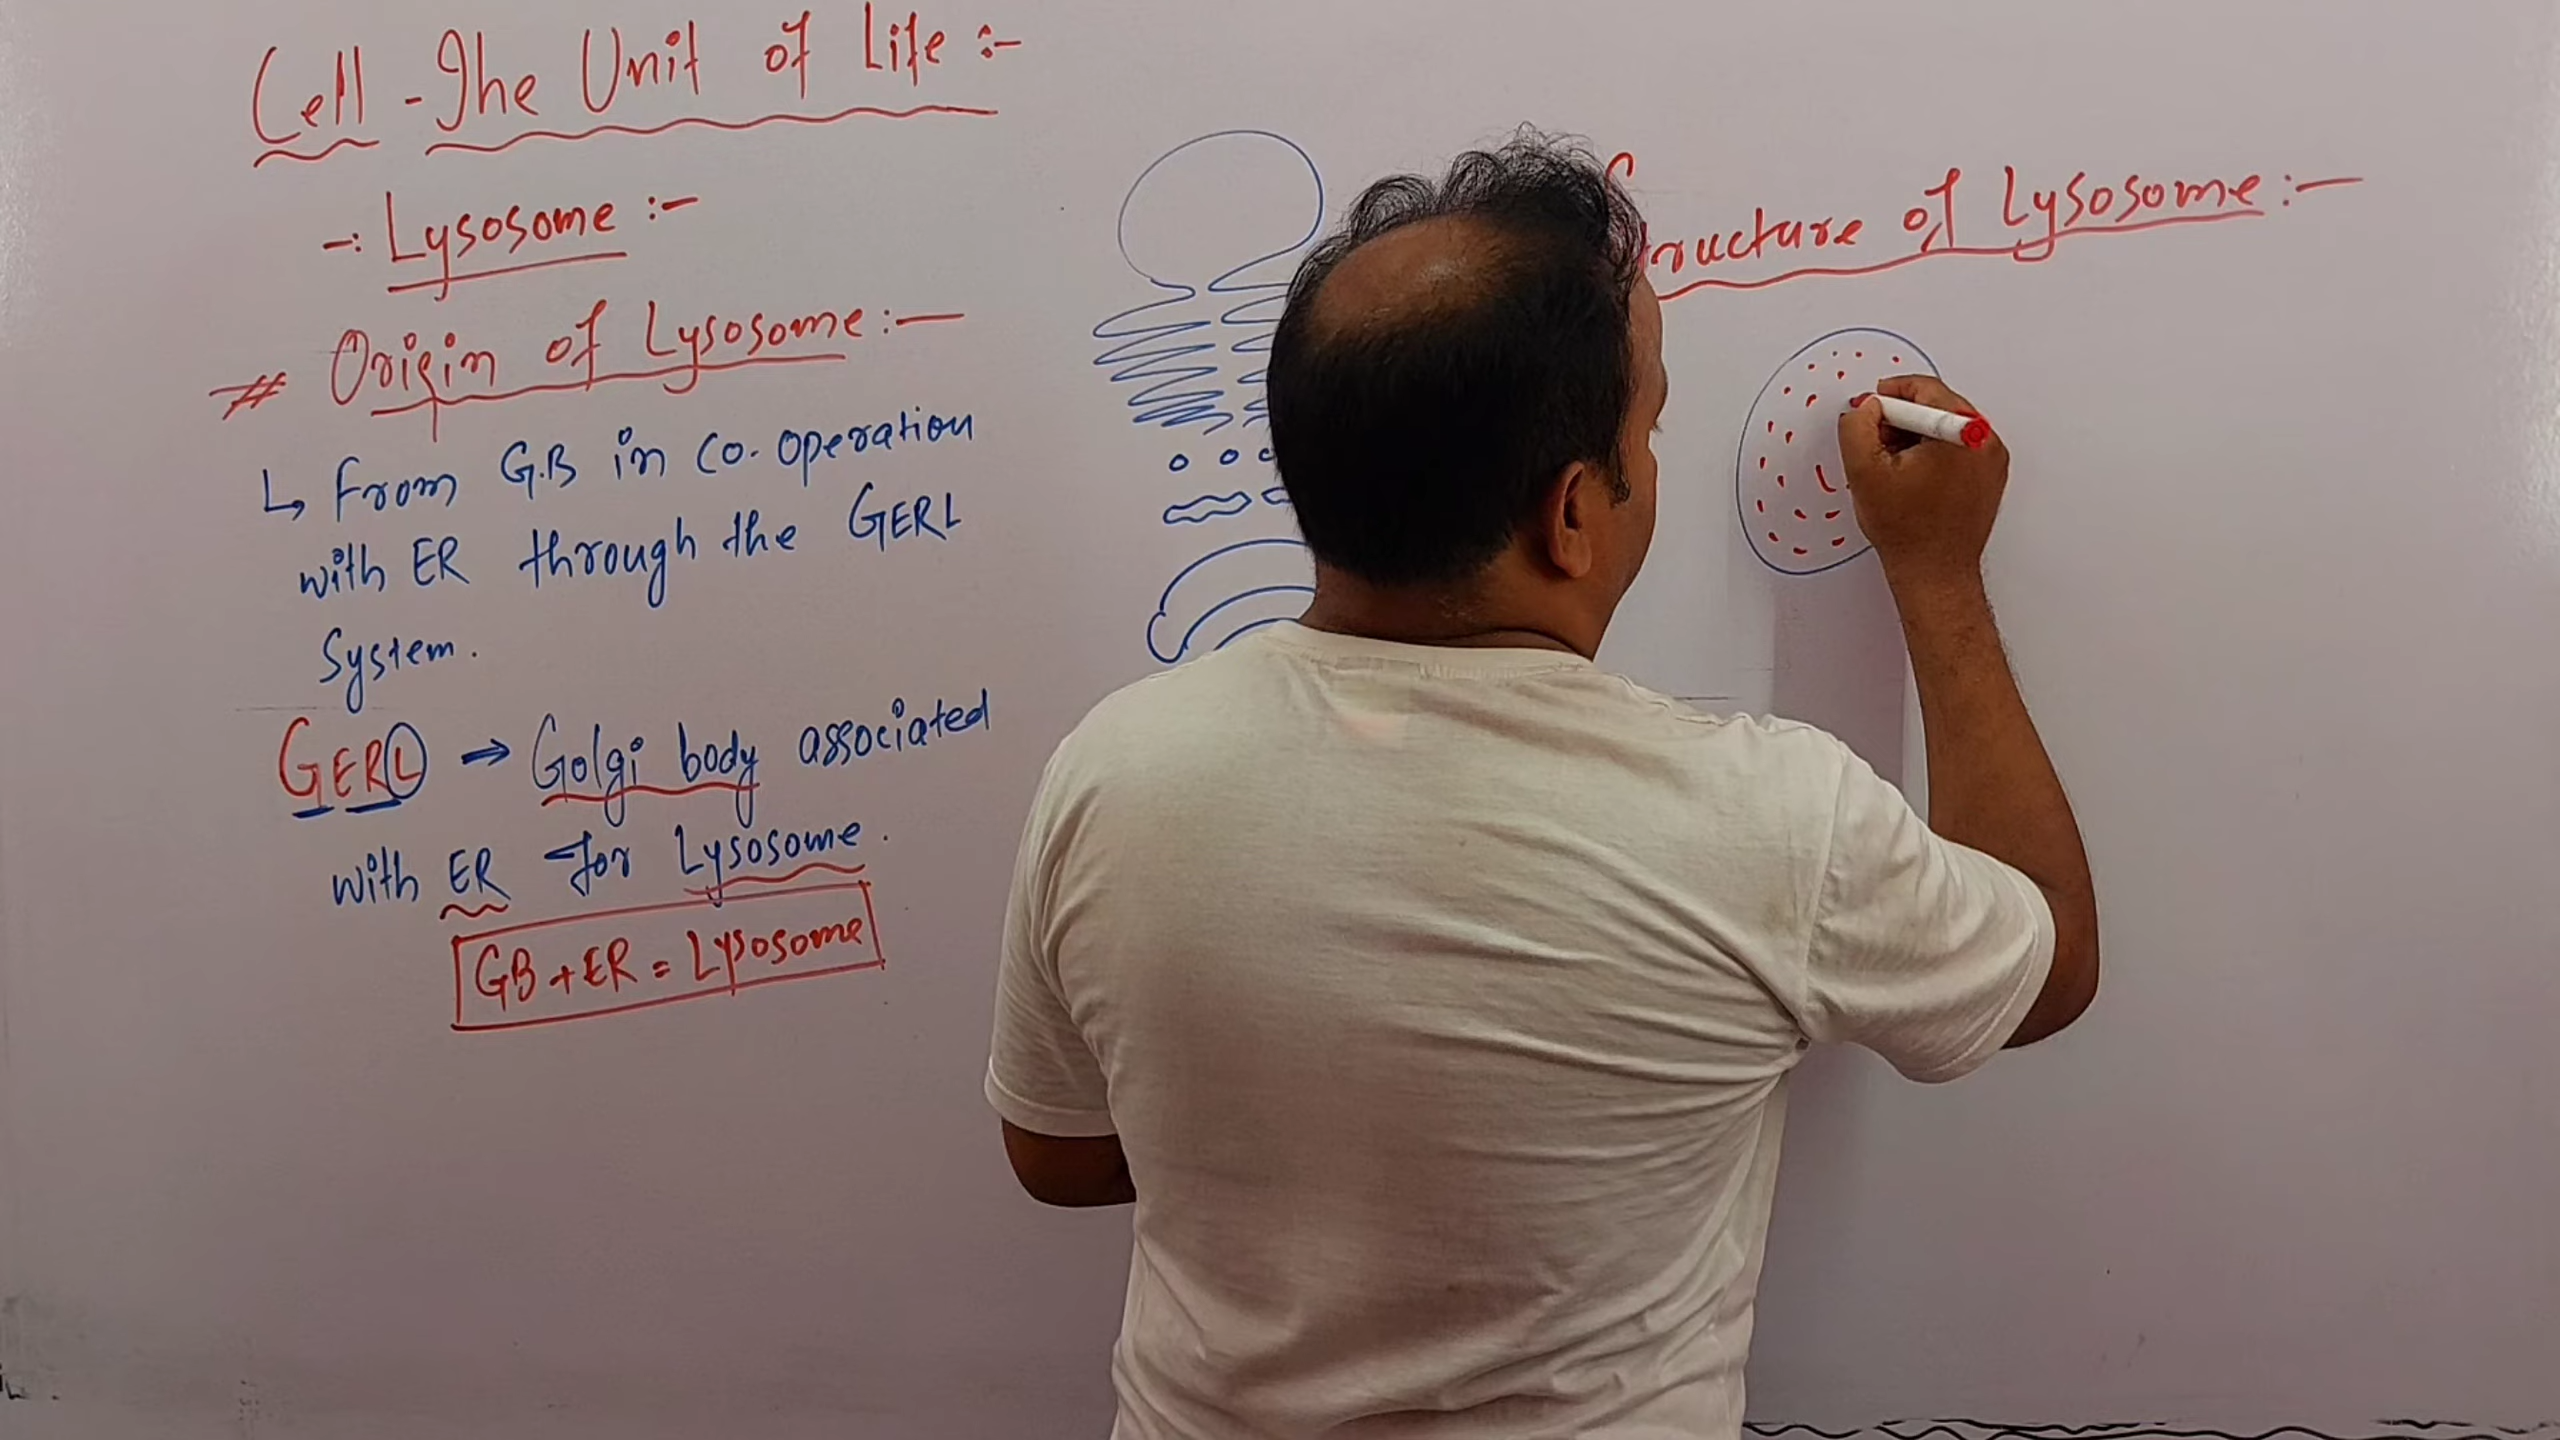 Cell - The Unit of Life :-
-: Lysosome :-
# Origin of Lysosome :-
↳ From G.B in co-operation
with ER through the GERL
System.
GERL → Golgi body associated
with ER for Lysosome.
GB + ER = Lysosome
Structure of Lysosome :-